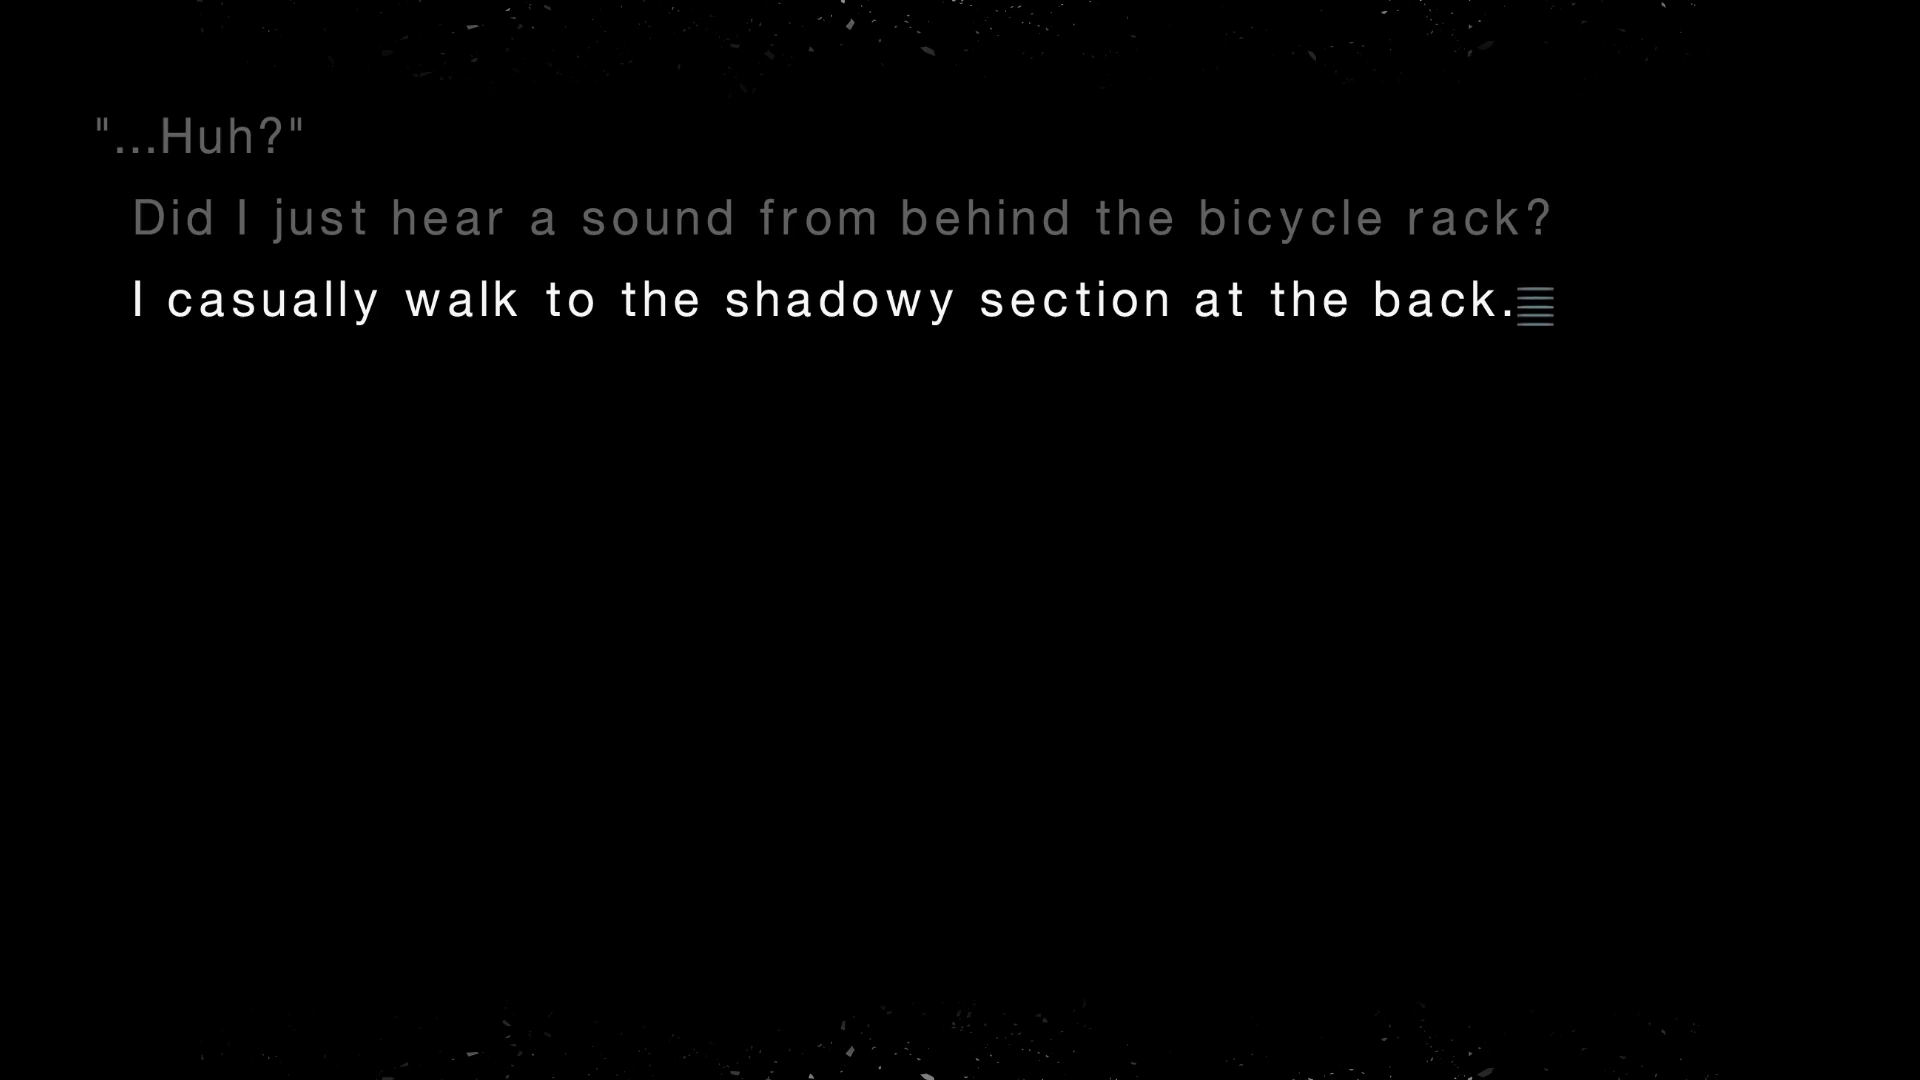 "...Huh?"
Did I just hear a sound from behind the bicycle rack?
I casually walk to the shadowy section at the back.